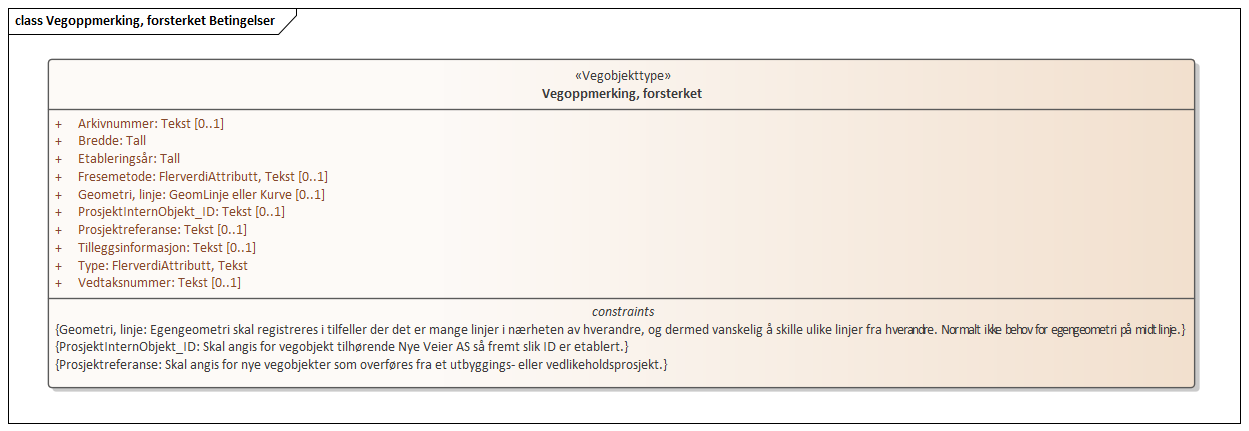 class Vegoppmerking, forsterket Betingelser
«Vegobjekttype»
Vegoppmerking, forsterket
+ Arkivnummer: Tekst [0..1]
+ Bredde: Tall
+ Etableringsår: Tall
+ Fresemetode: FlerverdiAttributt, Tekst [0..1]
+ Geometri, linje: GeomLinje eller Kurve [0..1]
+ ProsjektInternObjekt_ID: Tekst [0..1]
+ Prosjektreferanse: Tekst [0..1]
+ Tilleggsinformasjon: Tekst [0..1]
+ Type: FlerverdiAttributt, Tekst
+ Vedtaksnummer: Tekst [0..1]
constraints
{Geometri, linje: Egengeometri skal registreres i tilfeller der det er mange linjer i nærheten av hverandre, og dermed vanskelig å skille ulike linjer fra hverandre. Normalt ikke behov for egengeometri på midtlinje.}
{ProsjektInternObjekt_ID: Skal angis for vegobjekt tilhørende Nye Veier AS så fremt slik ID er etablert.}
{Prosjektreferanse: Skal angis for nye vegobjekter som overføres fra et utbyggings- eller vedlikeholdsprosjekt.}